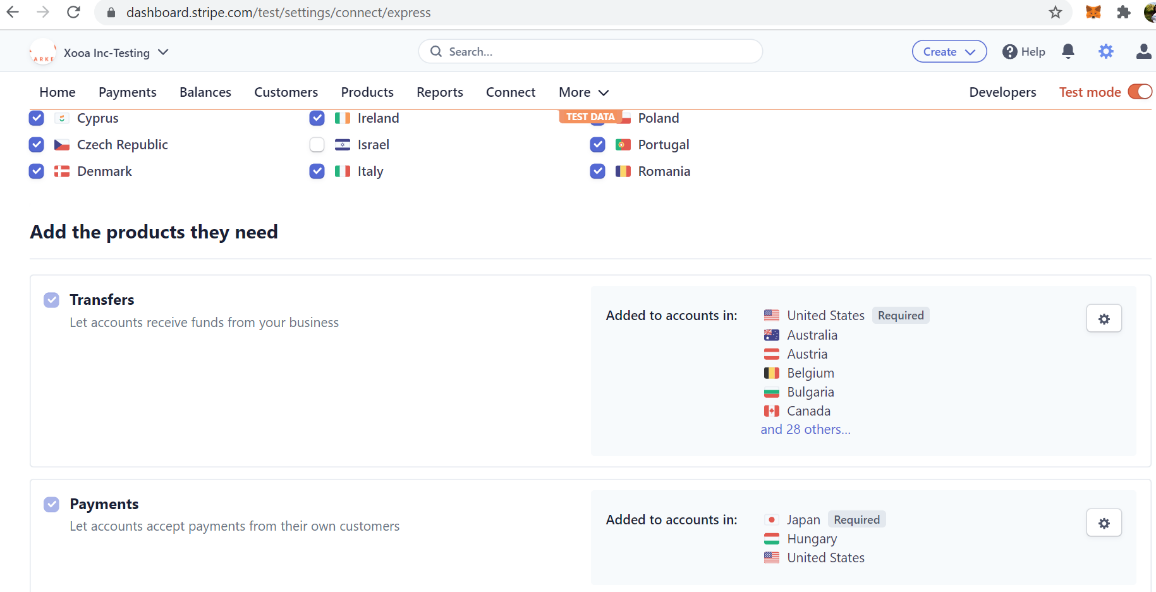 dashboard.stripe.com/test/settings/connect/express
Xooa Inc-Testing
Search...
Create
Help
Home Payments Balances Customers Products Reports Connect More Developers Test mode
TEST DATA
Cyprus Ireland Poland
Czech Republic Israel Portugal
Denmark Italy Romania
Add the products they need
Transfers
Let accounts receive funds from your business
Added to accounts in:
United States Required
Australia
Austria
Belgium
Bulgaria
Canada
and 28 others...
Payments
Let accounts accept payments from their own customers
Added to accounts in:
Japan Required
Hungary
United States